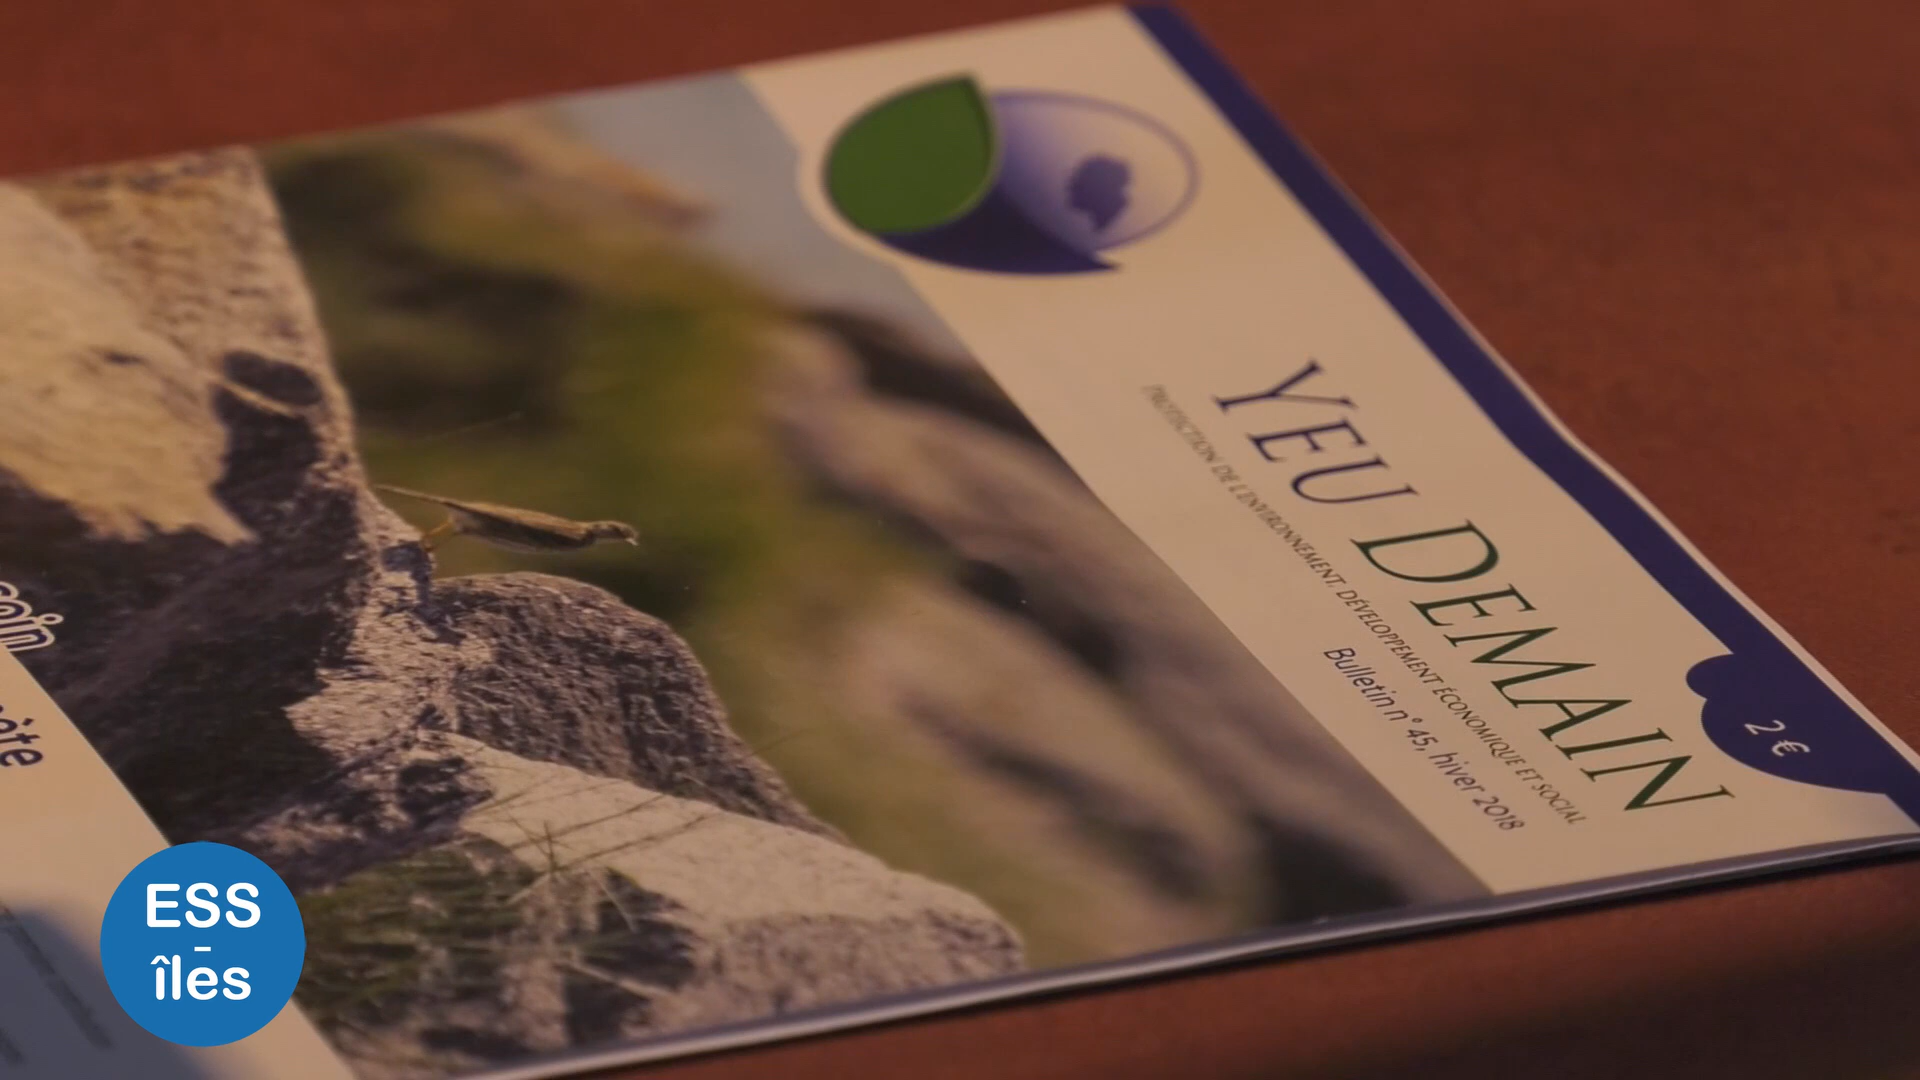 YEU DEMAIN
PROTECTION DE L'ENVIRONNEMENT, DÉVELOPPEMENT ÉCONOMIQUE ET SOCIAL
Bulletin n° 45, hiver 2018
2 €
ESS
-
îles